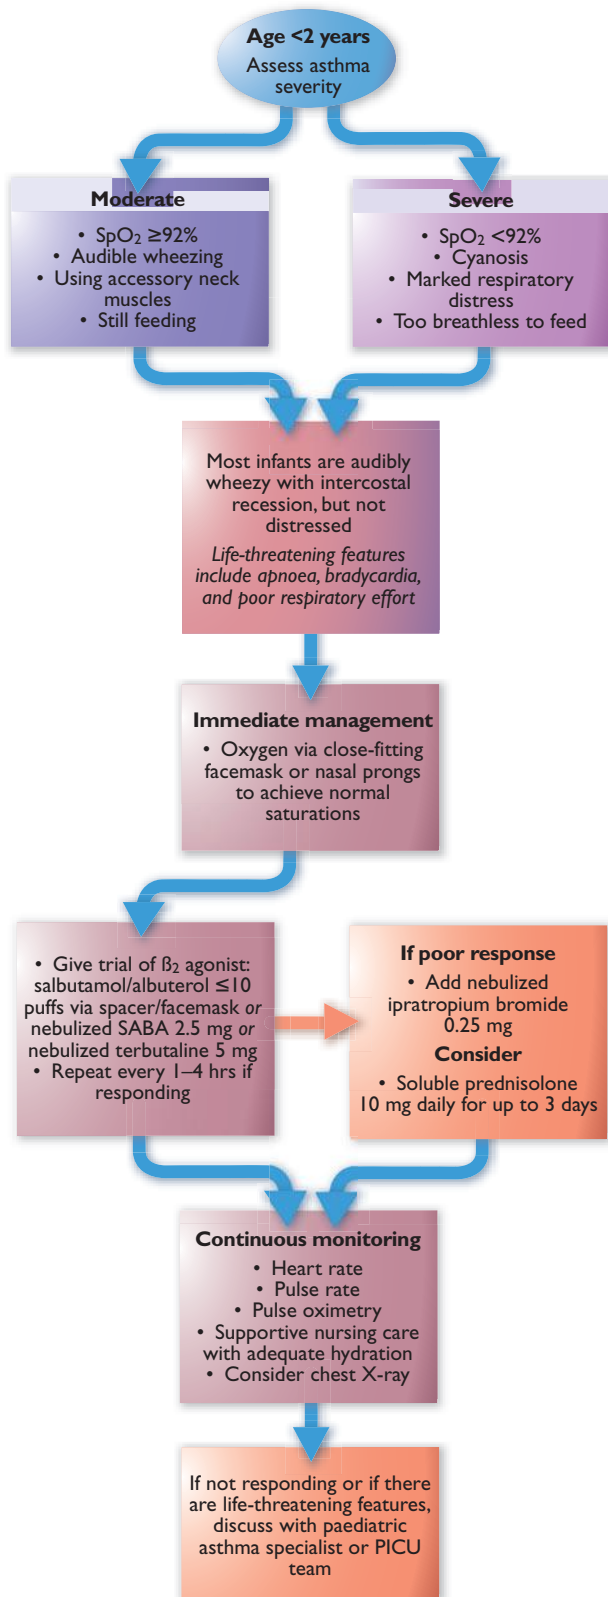 Age <2 years
Assess asthma
severity
Moderate
• SpO₂ ≥92%
• Audible wheezing
• Using accessory neck
muscles
• Still feeding
Severe
• SpO₂ <92%
• Cyanosis
• Marked respiratory
distress
• Too breathless to feed
Most infants are audibly
wheezy with intercostal
recession, but not
distressed
Life-threatening features
include apnoea, bradycardia,
and poor respiratory effort
Immediate management
• Oxygen via close-fitting
facemask or nasal prongs
to achieve normal
saturations
• Give trial of ß₂ agonist:
salbutamol/albuterol ≤10
puffs via spacer/facemask or
nebulized SABA 2.5 mg or
nebulized terbutaline 5 mg
• Repeat every 1–4 hrs if
responding
If poor response
• Add nebulized
ipratropium bromide
0.25 mg
Consider
• Soluble prednisolone
10 mg daily for up to 3 days
Continuous monitoring
• Heart rate
• Pulse rate
• Pulse oximetry
• Supportive nursing care
with adequate hydration
• Consider chest X-ray
If not responding or if there
are life-threatening features,
discuss with paediatric
asthma specialist or PICU
team